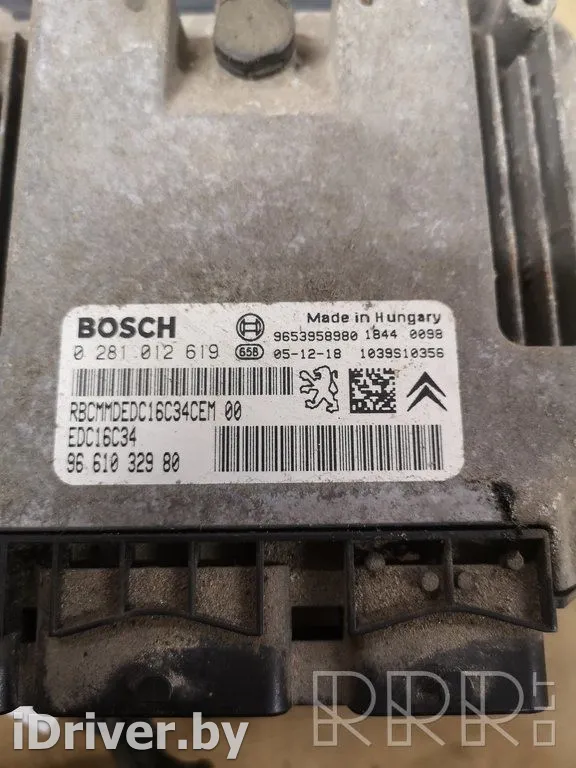 BOSCH
Made in Hungary
9653958980 1844 0098
0 281 012 619 658 05-12-18 1039S10356
RBCMMDEDC16C34CEM 00
EDC16C34
96 610 329 80
iDriver.by
RRR